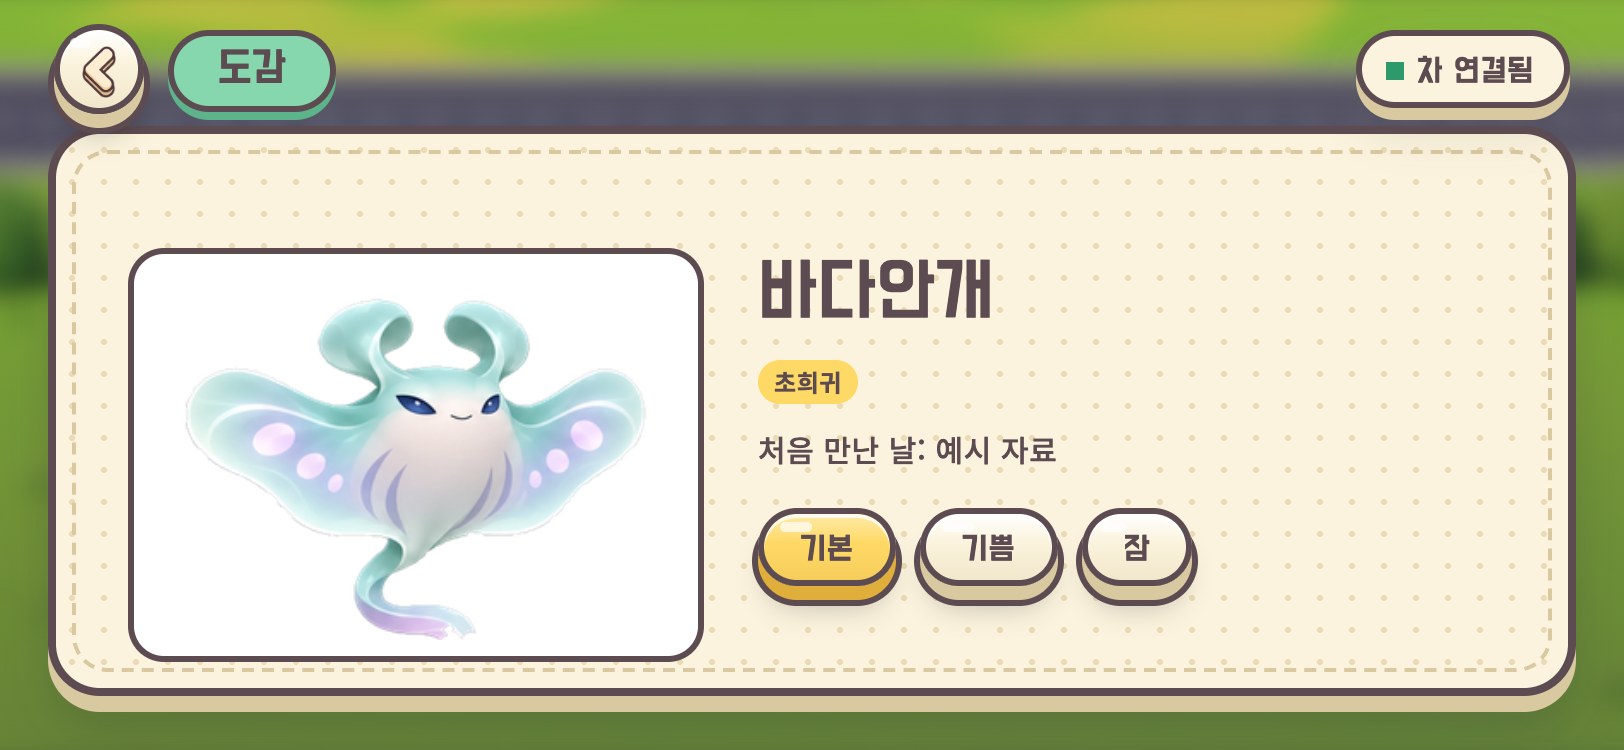 도감
차 연결됨
바다안개
초희귀
처음 만난 날: 예시 자료
기본
기쁨
잠